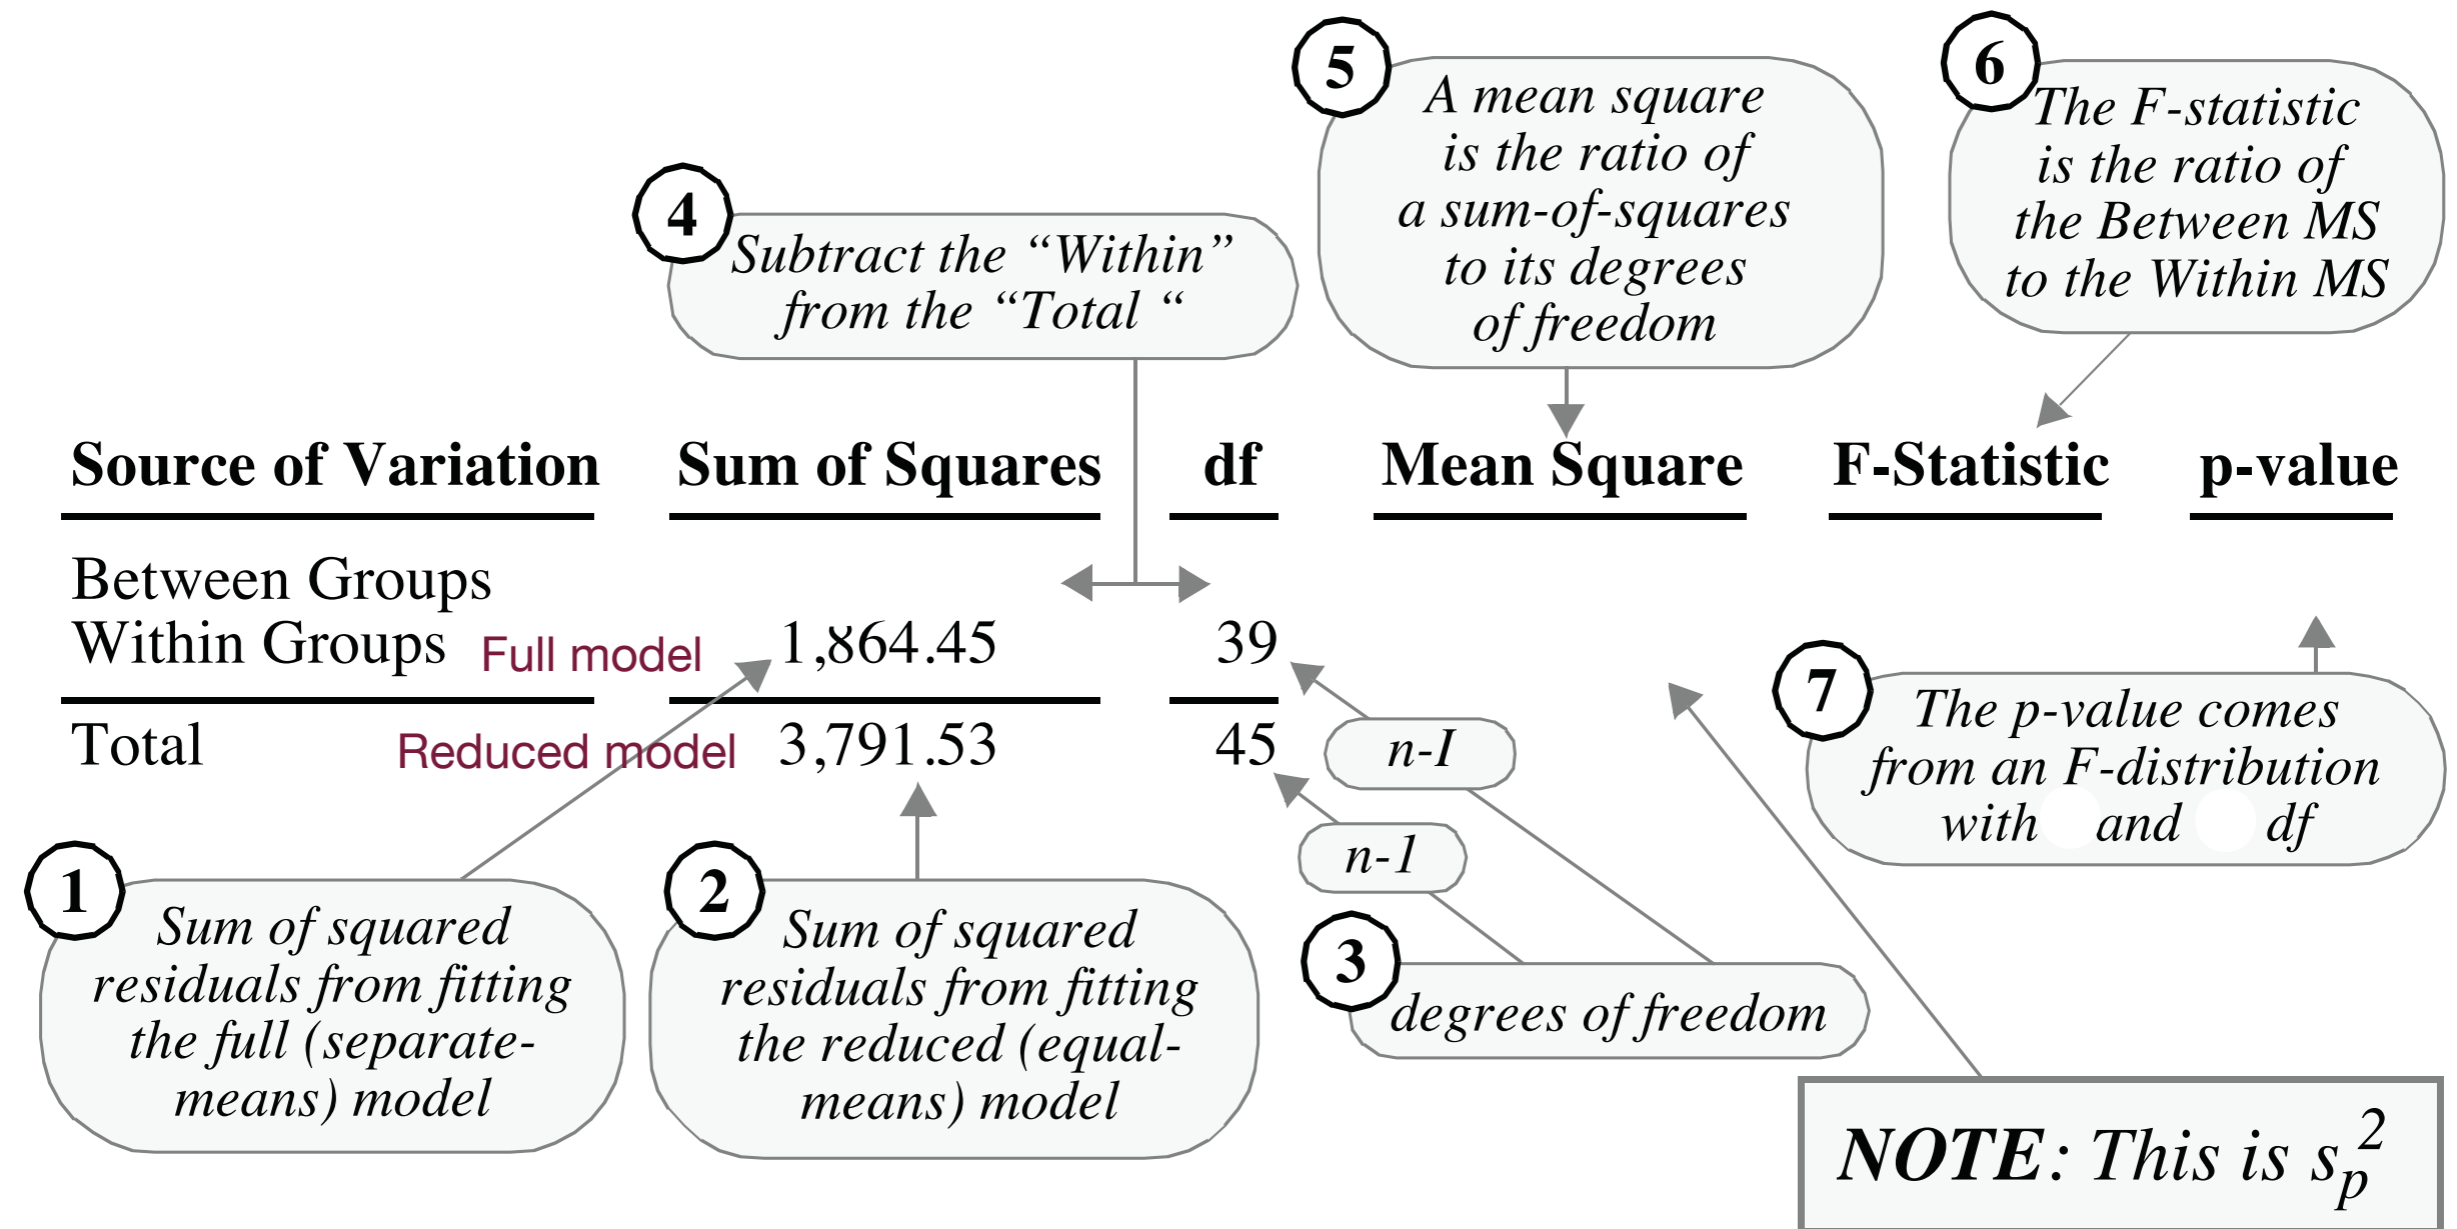 5
A mean square
is the ratio of
a sum-of-squares
to its degrees
of freedom
6
The F-statistic
is the ratio of
the Between MS
to the Within MS
4
Subtract the “Within”
from the “Total “
Source of Variation Sum of Squares df Mean Square F-Statistic p-value
Between Groups
Within Groups Full model 1,864.45 39
Total Reduced model 3,791.53 45
n-I
n-1
7
The p-value comes
from an F-distribution
with and df
1
Sum of squared
residuals from fitting
the full (separate-
means) model
2
Sum of squared
residuals from fitting
the reduced (equal-
means) model
3
degrees of freedom
NOTE: This is sₚ²